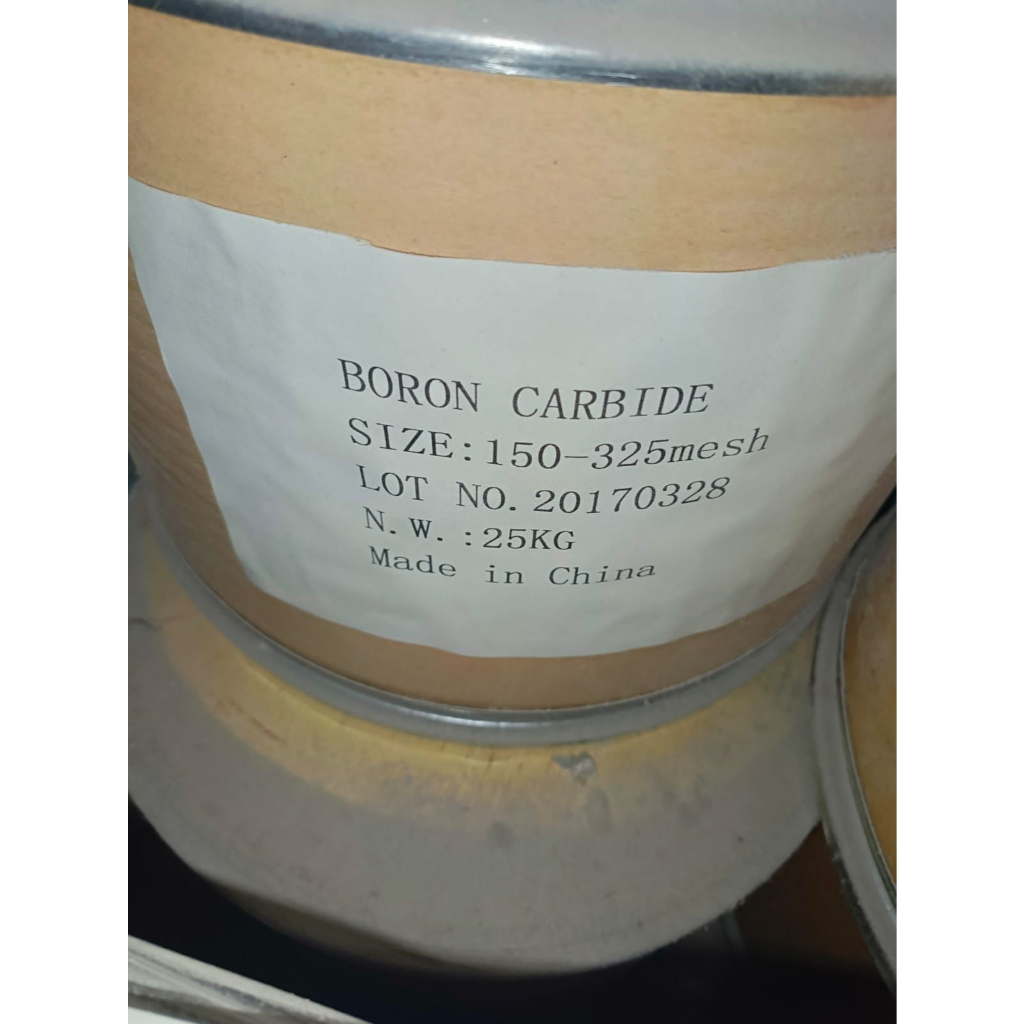 BORON CARBIDE
SIZE:150-325mesh
LOT NO. 20170328
N. W. :25KG
Made in China